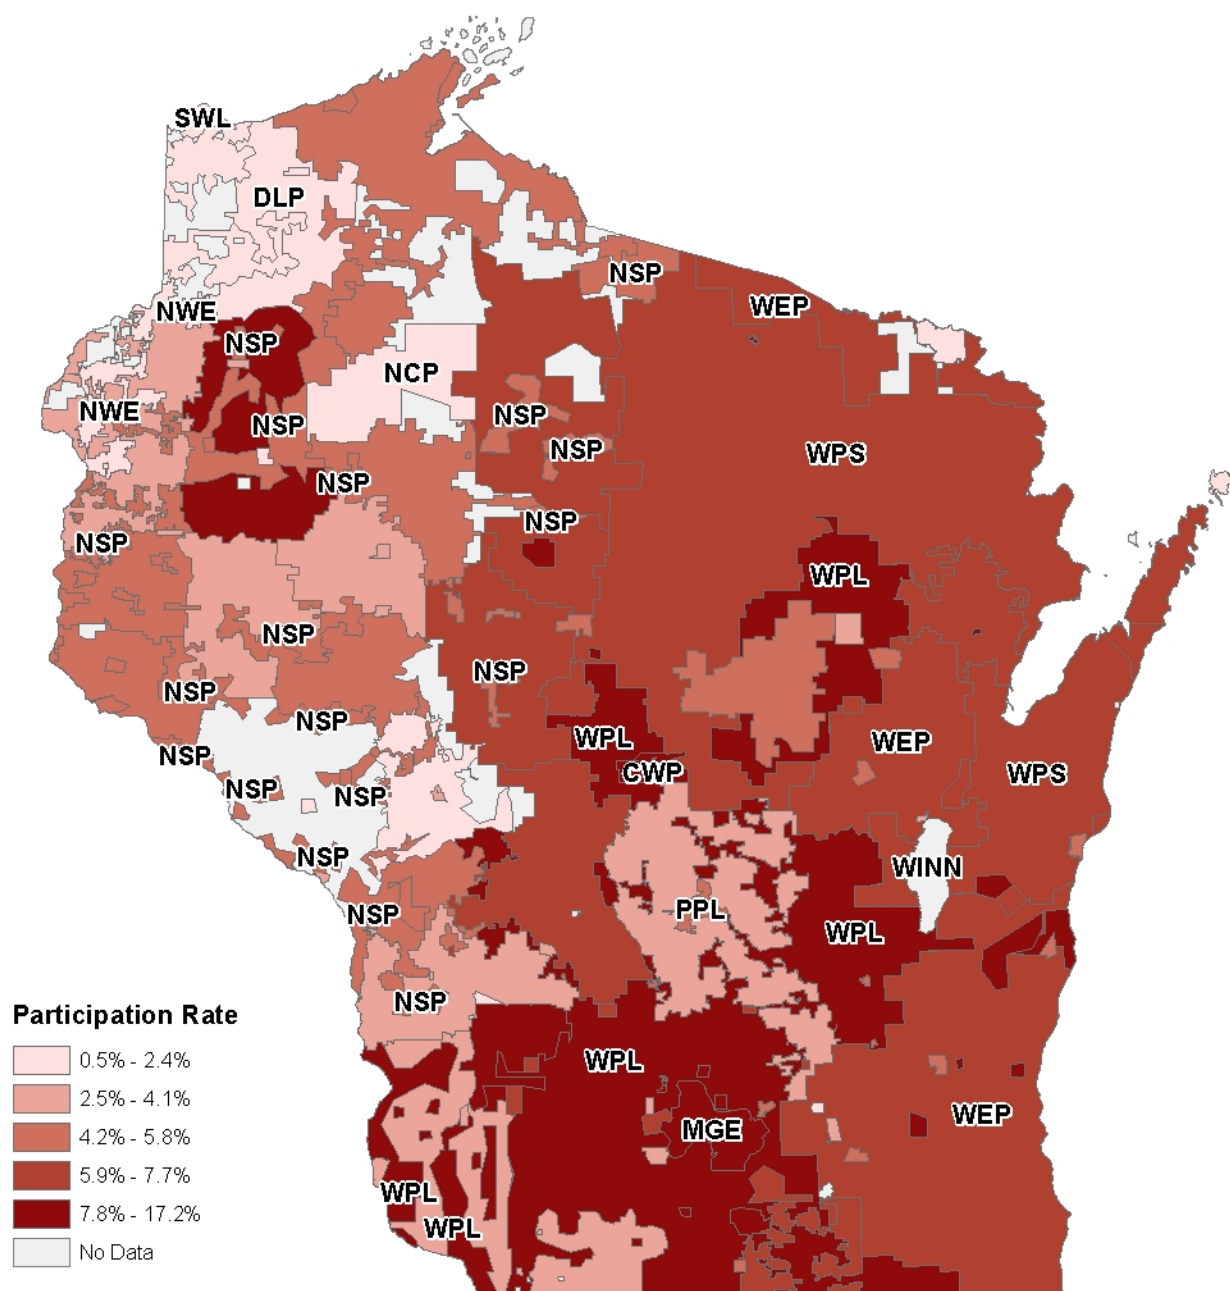 SWL
DLP
NSP
WEP
NWE
NSP
NCP
NWE
NSP
NSP
NSP
WPS
NSP
NSP
NSP
WPL
NSP
NSP
NSP
NSP
NSP
WPL
WEP
CWP
WPS
NSP
NSP
NSP
NSP
WINN
PPL
NSP
WPL
NSP
WPL
WEP
MGE
WPL
WPL
Participation Rate
0.5% - 2.4%
2.5% - 4.1%
4.2% - 5.8%
5.9% - 7.7%
7.8% - 17.2%
No Data